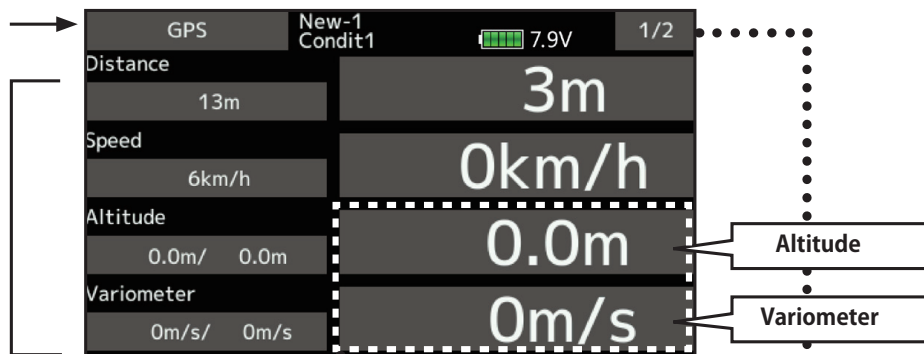 GPS New-1 7.9V 1/2
Condit1
Distance
13m 3m
Speed
6km/h 0km/h
Altitude
0.0m/ 0.0m 0.0m Altitude
Variometer
0m/s/ 0m/s 0m/s Variometer